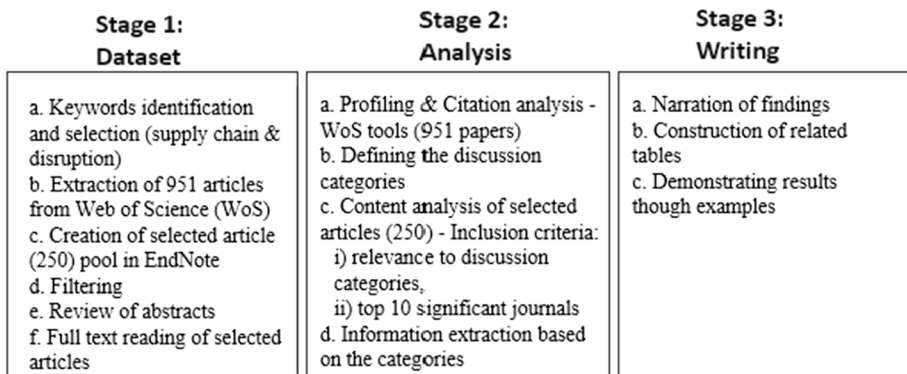 Stage 1:
Dataset
a. Keywords identification
and selection (supply chain &
disruption)
b. Extraction of 951 articles
from Web of Science (WoS)
c. Creation of selected article
(250) pool in EndNote
d. Filtering
e. Review of abstracts
f. Full text reading of selected
articles
Stage 2:
Analysis
a. Profiling & Citation analysis -
WoS tools (951 papers)
b. Defining the discussion
categories
c. Content analysis of selected
articles (250) - Inclusion criteria:
i) relevance to discussion
categories,
ii) top 10 significant journals
d. Information extraction based
on the categories
Stage 3:
Writing
a. Narration of findings
b. Construction of related
tables
c. Demonstrating results
though examples